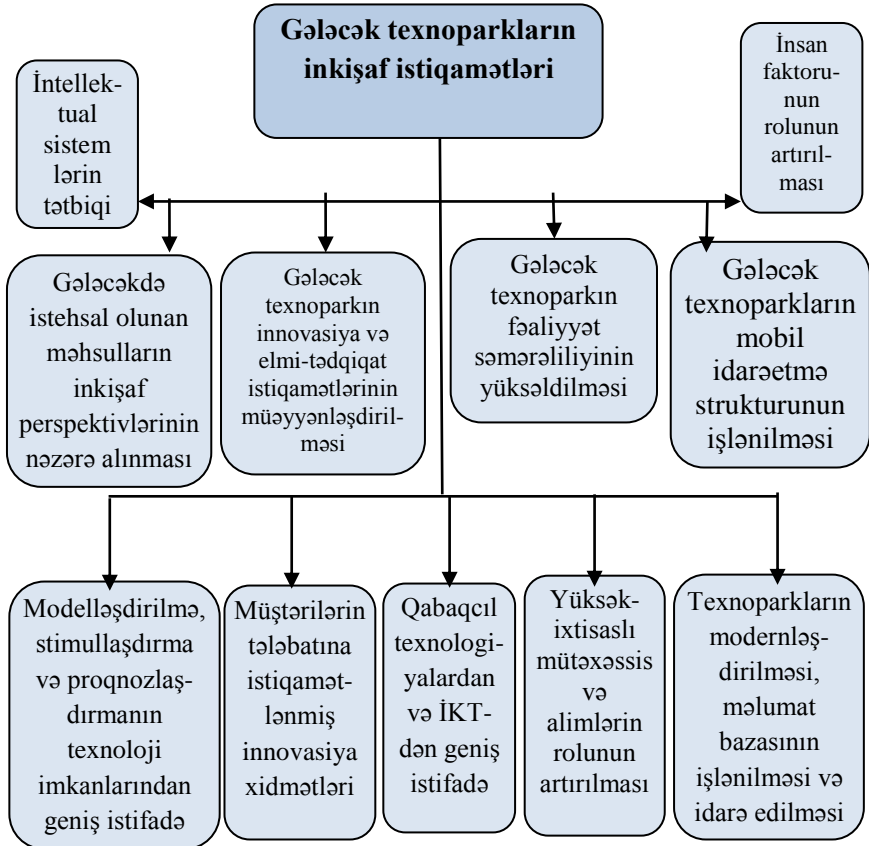 Gələcək texnoparkların
inkişaf istiqamətləri
İntellek-
tual
sistem
lərin
tətbiqi
İnsan
faktoru-
nun
rolunun
artırıl-
ması
Gələcəkdə
istehsal olunan
məhsulların
inkişaf
perspektivlərinin
nəzərə alınması
Gələcək
texnoparkın
innovasiya və
elmi-tədqiqat
istiqamətlərinin
müəyyənləşdiril-
məsi
Gələcək
texnoparkın
fəaliyyət
səmərəliliyinin
yüksəldilməsi
Gələcək
texnoparkların
mobil
idarəetmə
strukturunun
işlənilməsi
Modelləşdirilmə,
stimullaşdırma
və proqnozlaş-
dırmanın
texnoloji
imkanlarından
geniş istifadə
Müştərilərin
tələbatına
istiqamət-
lənmiş
innovasiya
xidmətləri
Qabaqcıl
texnologi-
yalardan
və İKT-
dən geniş
istifadə
Yüksək-
ixtisaslı
mütəxəssis
və
alimlərin
rolunun
artırılması
Texnoparkların
modernləş-
dirilməsi,
məlumat
bazasının
işlənilməsi və
idarə edilməsi